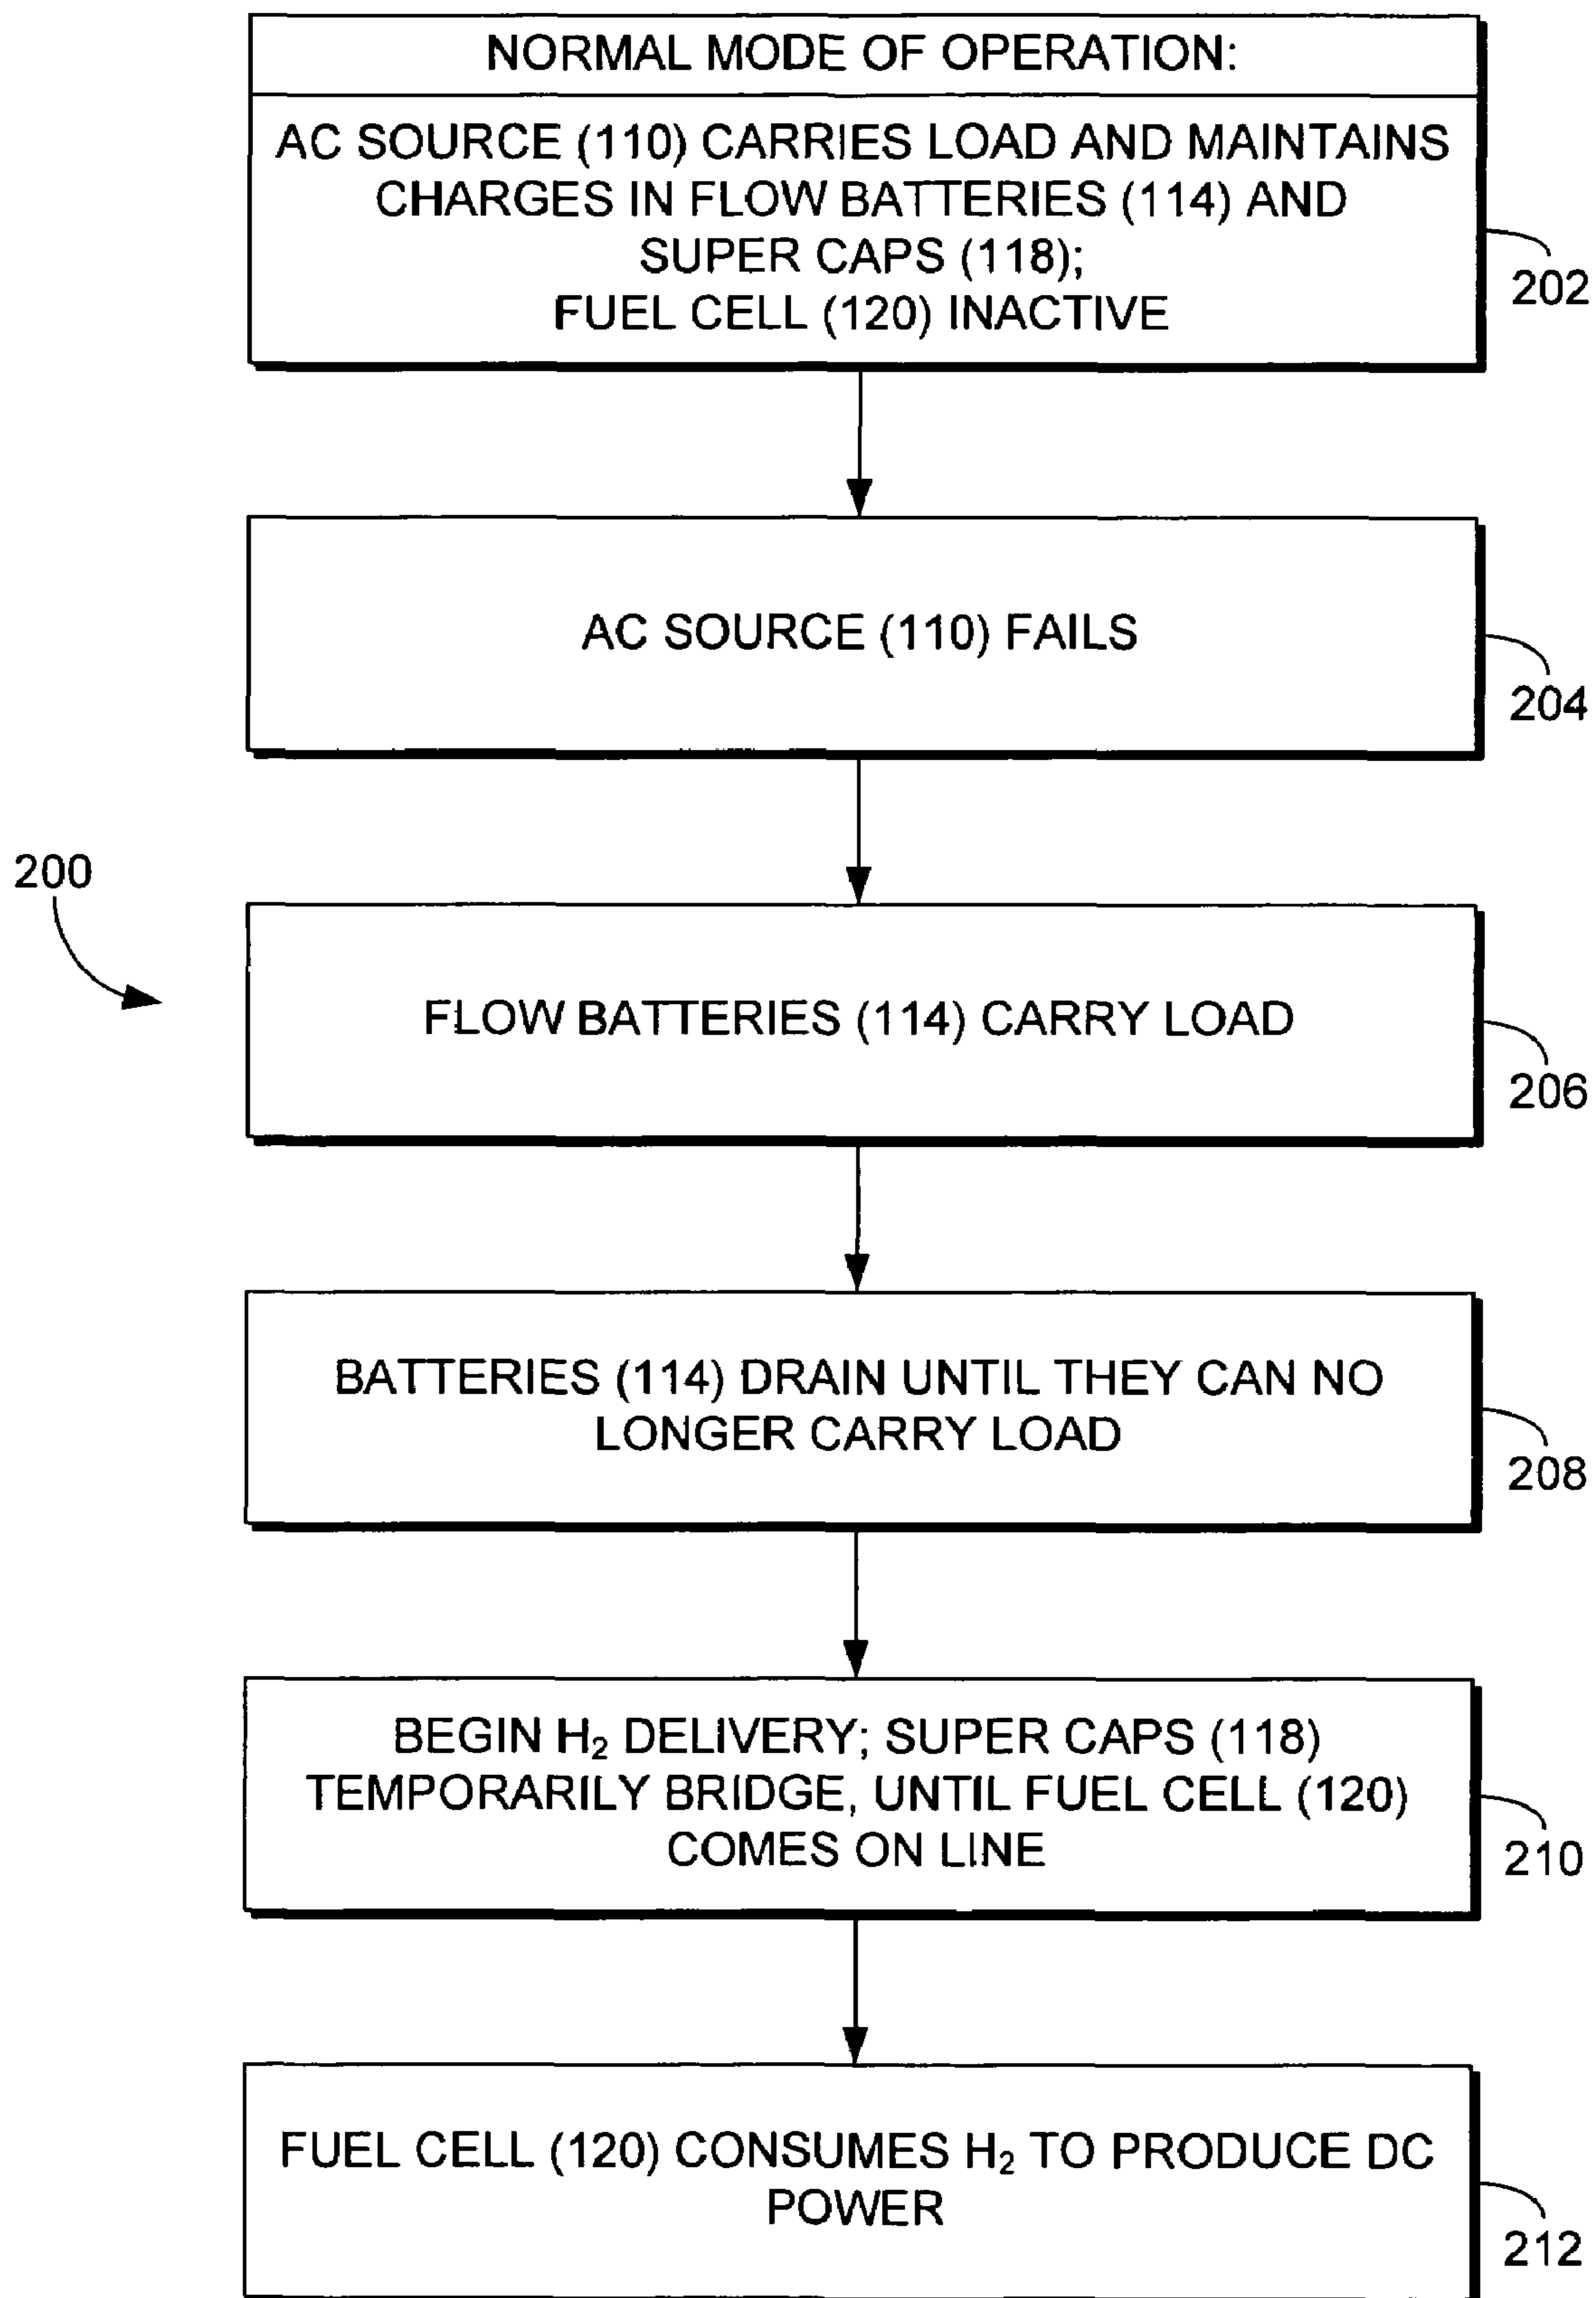 NORMAL MODE OF OPERATION:
AC SOURCE (110) CARRIES LOAD AND MAINTAINS
CHARGES IN FLOW BATTERIES (114) AND
SUPER CAPS (118);
FUEL CELL (120) INACTIVE
202
AC SOURCE (110) FAILS
204
200
FLOW BATTERIES (114) CARRY LOAD
206
BATTERIES (114) DRAIN UNTIL THEY CAN NO
LONGER CARRY LOAD
208
BEGIN H₂ DELIVERY; SUPER CAPS (118)
TEMPORARILY BRIDGE, UNTIL FUEL CELL (120)
COMES ON LINE
210
FUEL CELL (120) CONSUMES H₂ TO PRODUCE DC
POWER
212